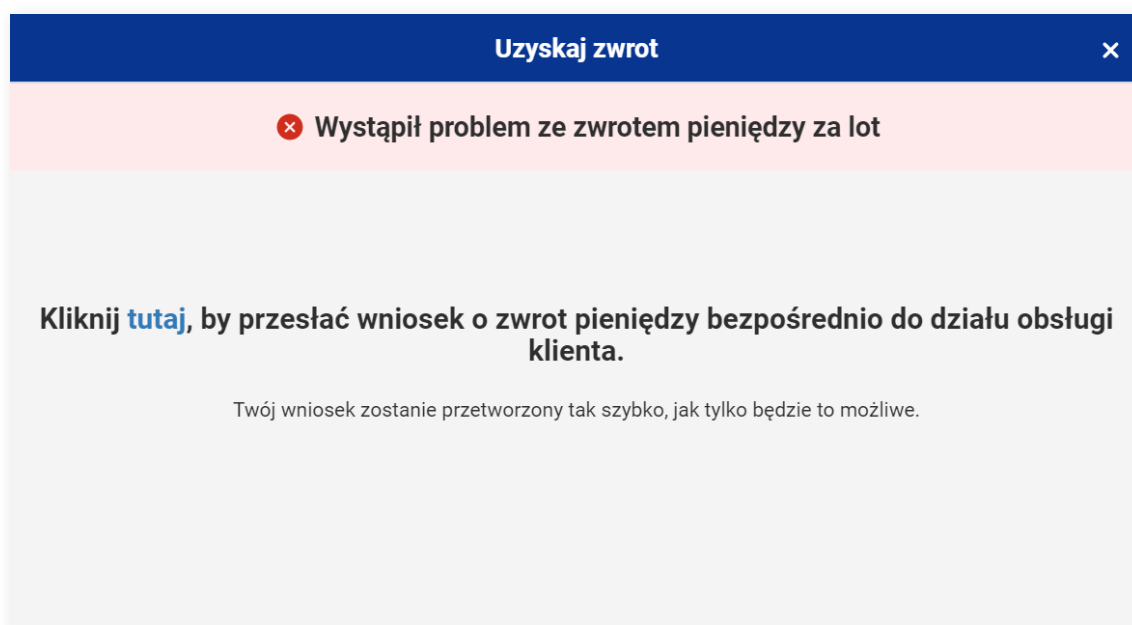 Uzyskaj zwrot
Wystąpił problem ze zwrotem pieniędzy za lot
Kliknij tutaj, by przesłać wniosek o zwrot pieniędzy bezpośrednio do działu obsługi
klienta.
Twój wniosek zostanie przetworzony tak szybko, jak tylko będzie to możliwe.